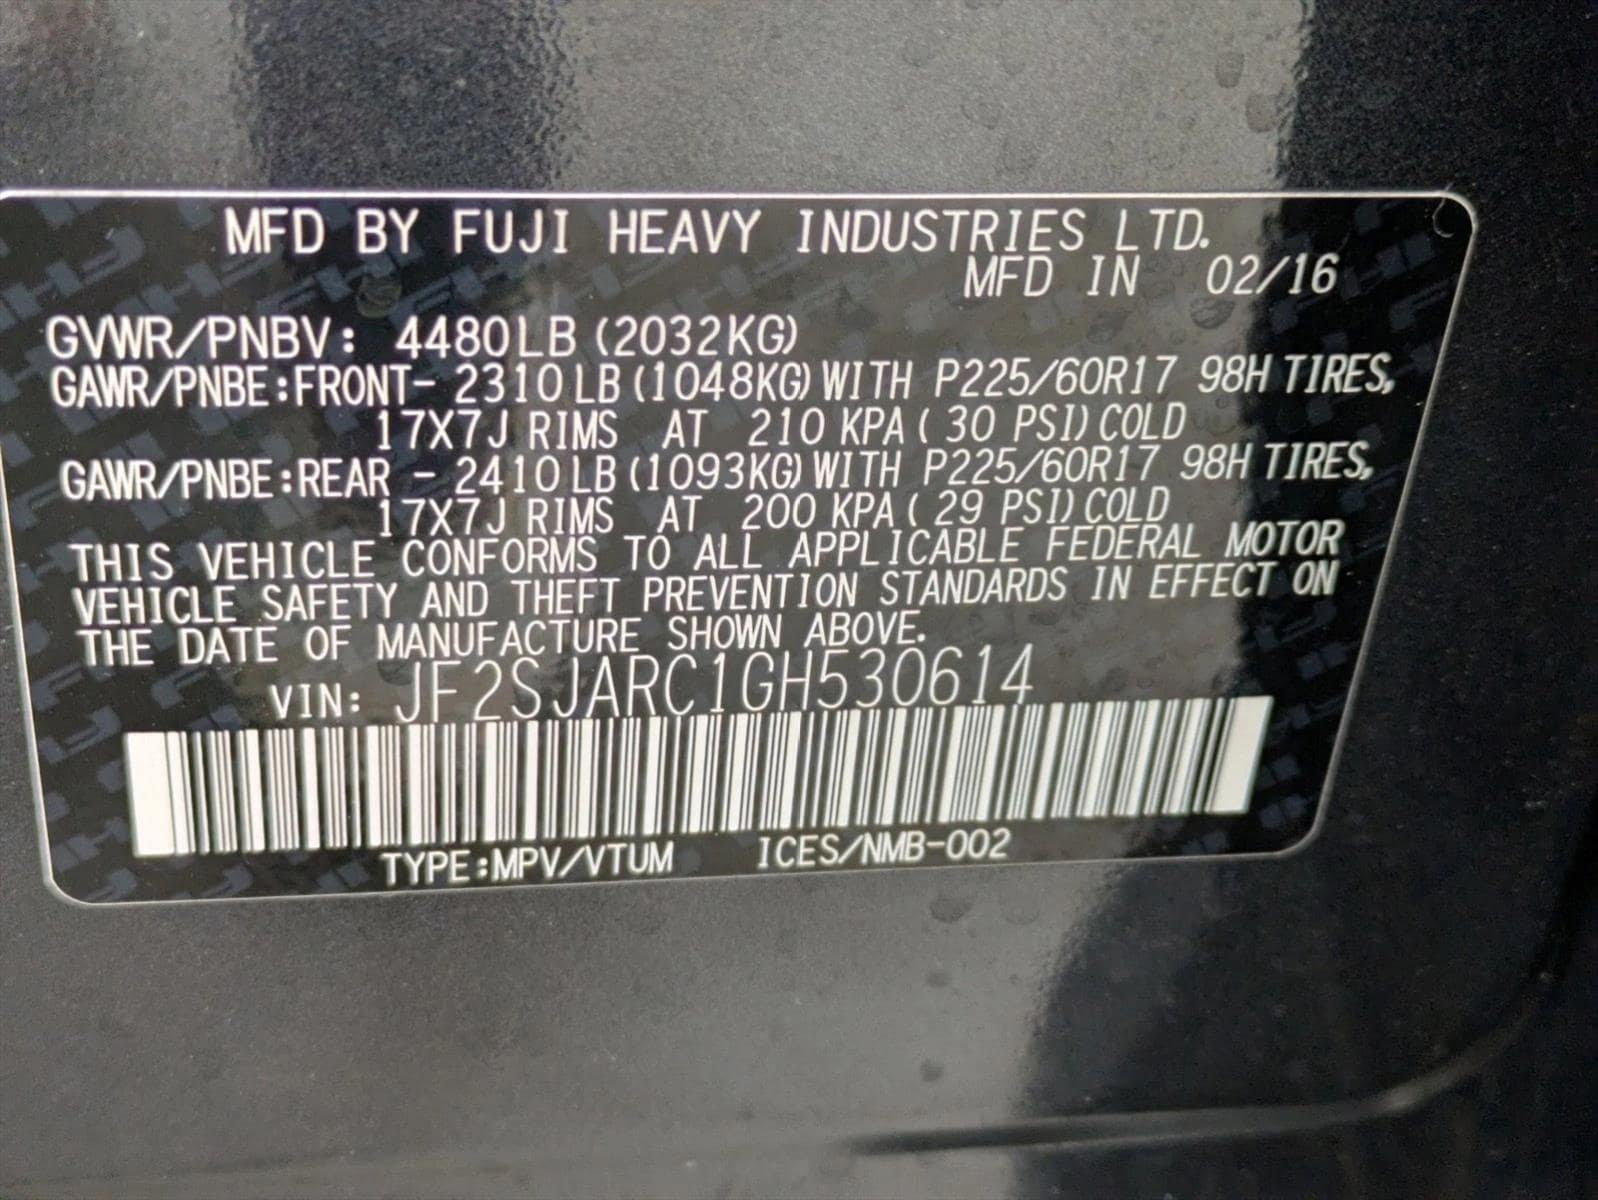 MFD BY FUJI HEAVY INDUSTRIES LTD.
MFD IN 02/16
GVWR/PNBV: 4480LB (2032KG)
GAWR/PNBE:FRONT- 2310LB (1048KG) WITH P225/60R17 98H TIRES,
17X7J RIMS AT 210 KPA ( 30 PSI) COLD
GAWR/PNBE:REAR - 2410LB (1093KG) WITH P225/60R17 98H TIRES,
17X7J RIMS AT 200 KPA ( 29 PSI) COLD
THIS VEHICLE CONFORMS TO ALL APPLICABLE FEDERAL MOTOR
VEHICLE SAFETY AND THEFT PREVENTION STANDARDS IN EFFECT ON
THE DATE OF MANUFACTURE SHOWN ABOVE.
VIN: JF2SJARC1GH530614
TYPE:MPV/VTUM ICES/NMB-002